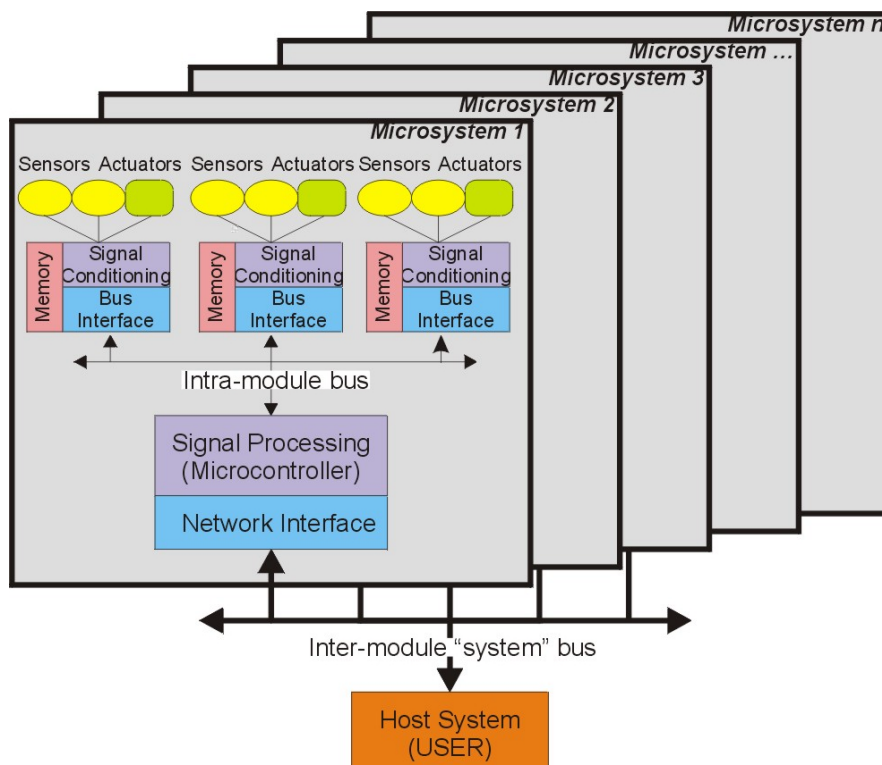 Microsystem n
Microsystem ...
Microsystem 3
Microsystem 2
Microsystem 1
Sensors Actuators
Sensors Actuators
Sensors Actuators
Memory
Signal
Conditioning
Bus
Interface
Memory
Signal
Conditioning
Bus
Interface
Memory
Signal
Conditioning
Bus
Interface
Intra-module bus
Signal Processing
(Microcontroller)
Network Interface
Inter-module “system” bus
Host System
(USER)